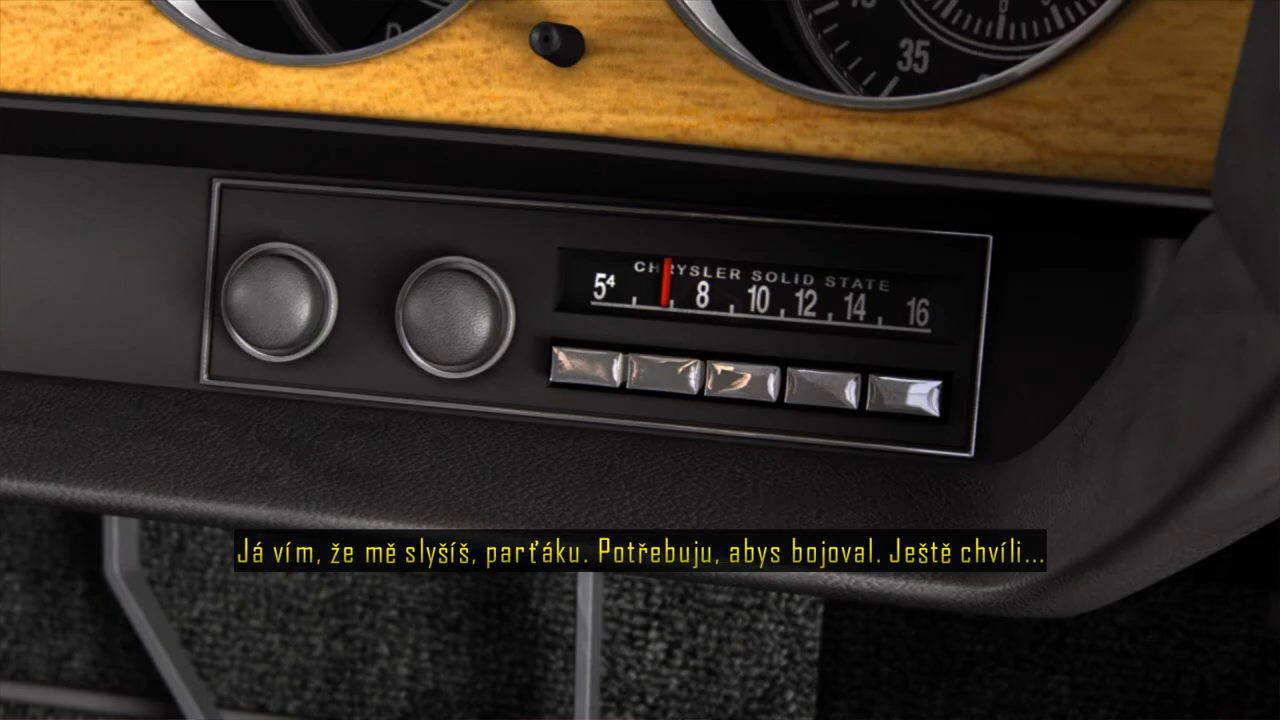 35
CHRYSLER SOLID STATE
5⁴ 8 10 12 14 16
Já vím, že mě slyšíš, parťáku. Potřebuju, abys bojoval. Ještě chvíli...